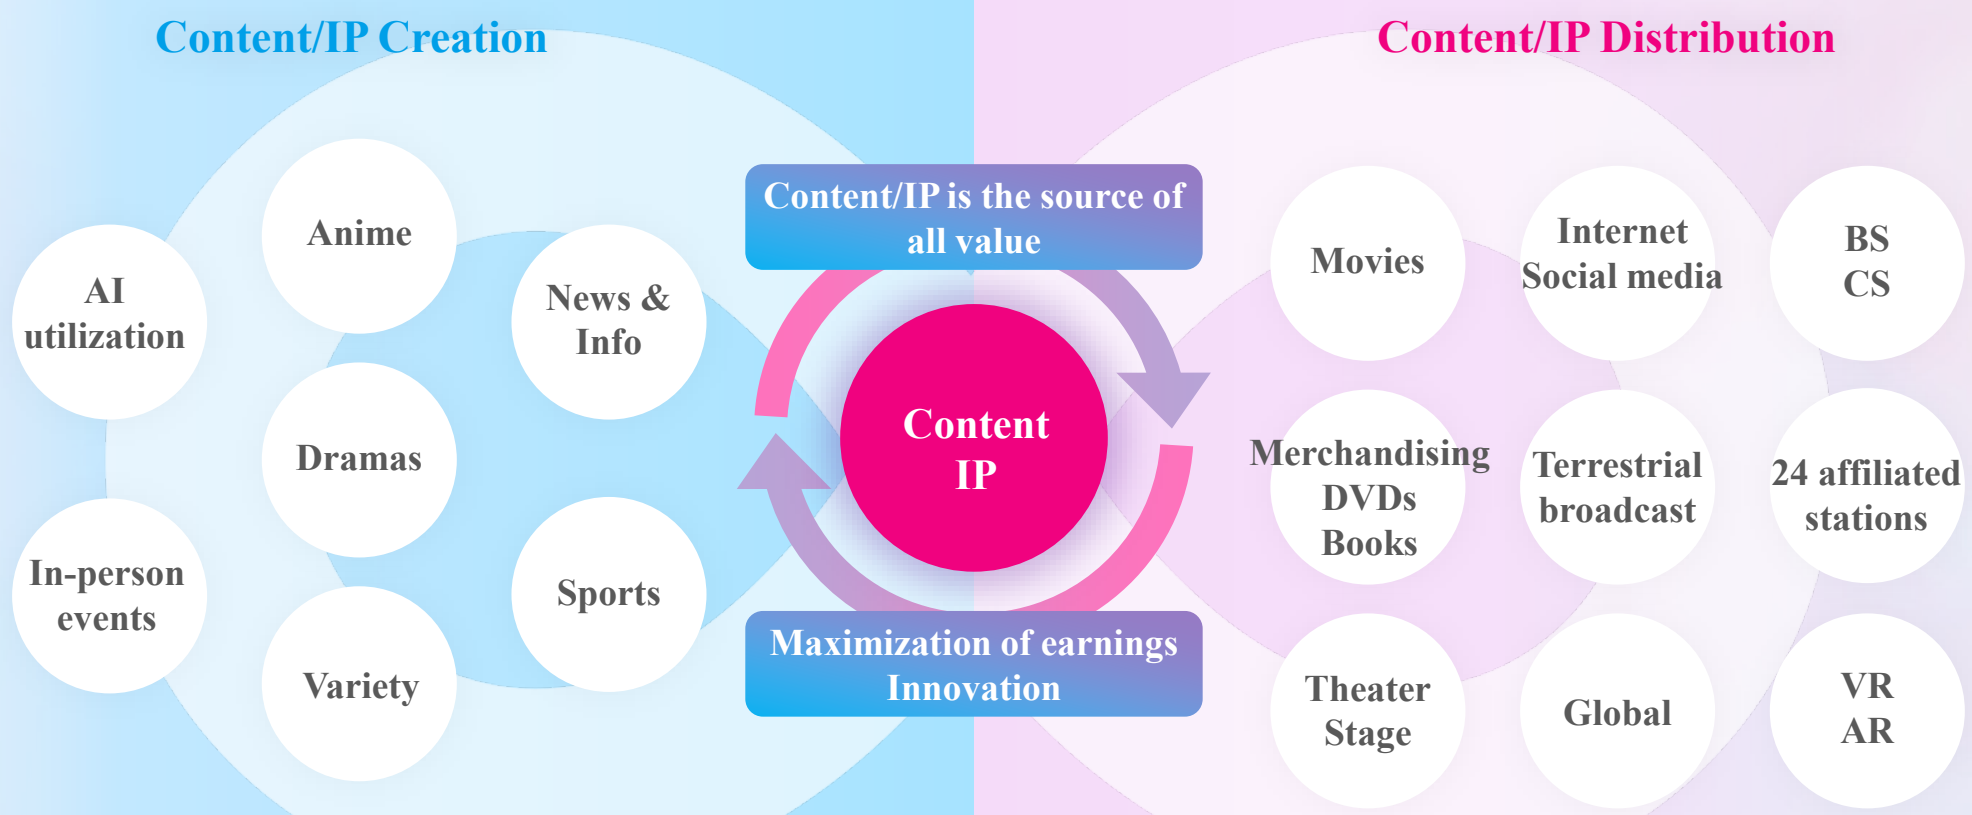 Content/IP Creation
Content/IP Distribution
AI
utilization
In-person
events
Anime
Dramas
Variety
News &
Info
Sports
Content/IP is the source of
all value
Content
IP
Maximization of earnings
Innovation
Movies
Internet
Social media
BS
CS
Merchandising
DVDs
Books
Terrestrial
broadcast
24 affiliated
stations
Theater
Stage
Global
VR
AR